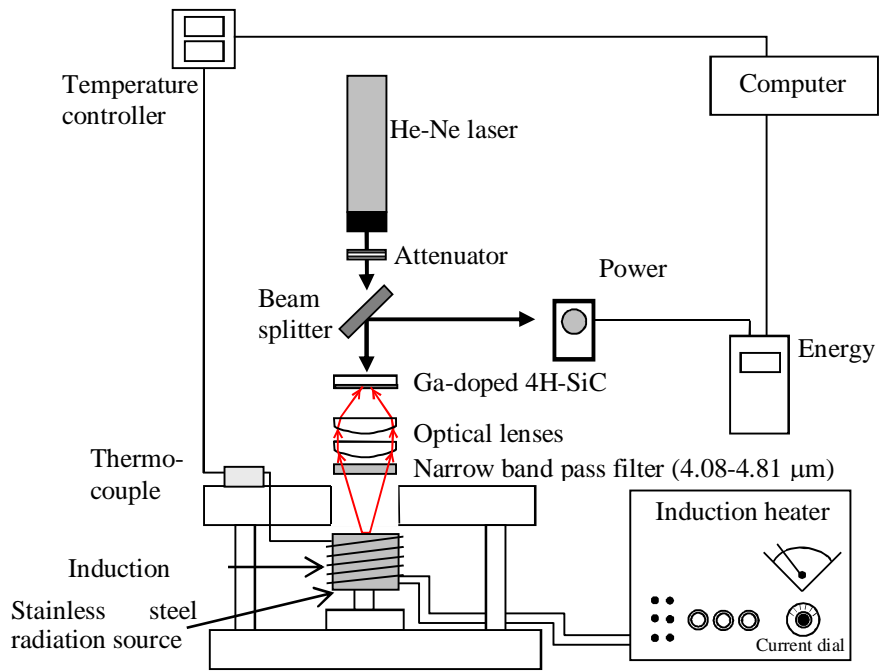 Temperature
controller
Computer
He-Ne laser
Attenuator
Power
Beam
splitter
Energy
Ga-doped 4H-SiC
Optical lenses
Narrow band pass filter (4.08-4.81 µm)
Thermo-
couple
Induction heater
Induction
Stainless steel
radiation source
Current dial